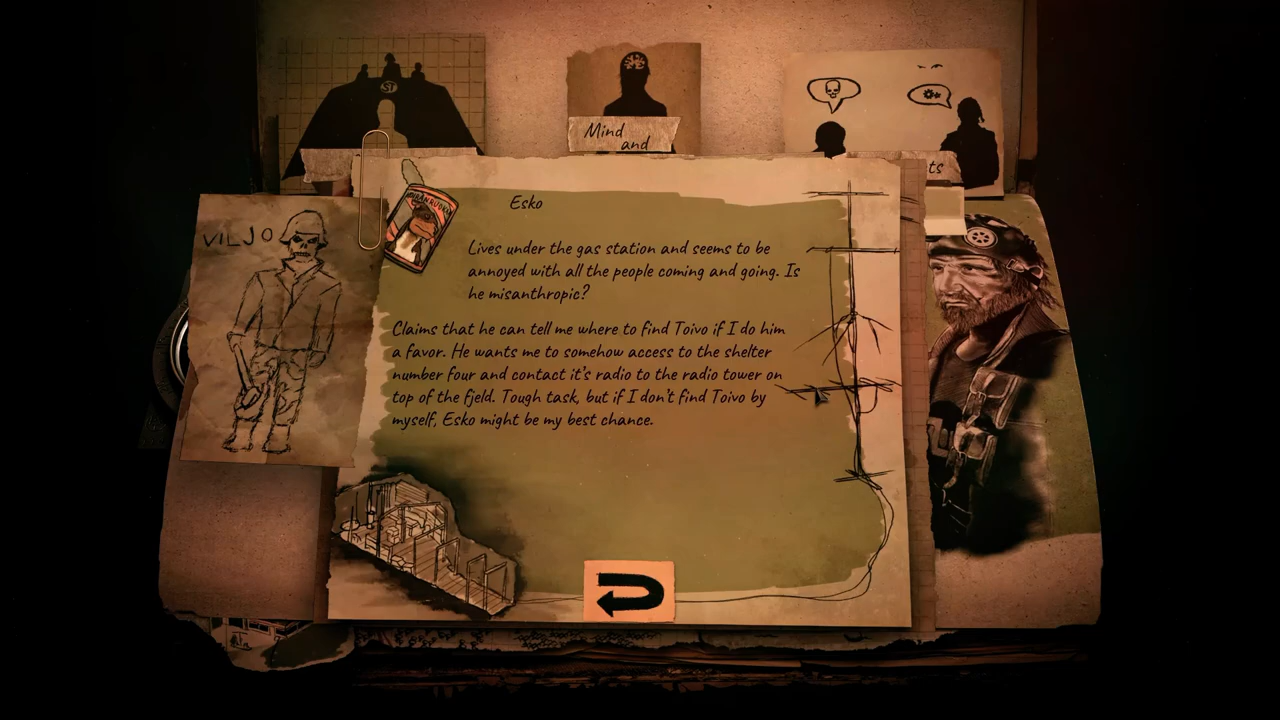 ST
Mind
and
ts
VILJO
Esko
Lives under the gas station and seems to be
annoyed with all the people coming and going. Is
he misanthropic?
Claims that he can tell me where to find Toivo if I do him
a favor. He wants me to somehow access to the shelter
number four and contact it's radio to the radio tower on
top of the fjeld. Tough task, but if I don't find Toivo by
myself, Esko might be my best chance.